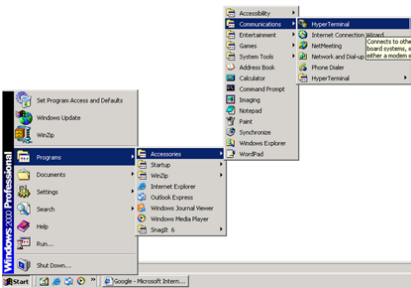 Accessibility
Communications
Entertainment
Games
System Tools
Address Book
Calculator
Command Prompt
Imaging
Notepad
Paint
Synchronize
Windows Explorer
WordPad
HyperTerminal
Internet Connection Wizard
NetMeeting
Network and Dial-up
Phone Dialer
HyperTerminal
Connects to othe
board systems, a
either a modem o
Set Program Access and Defaults
Windows Update
WinZip
Programs
Documents
Settings
Search
Help
Run...
Shut Down...
Windows 2000 Professional
Accessories
Startup
WinZip
Internet Explorer
Outlook Express
Windows Journal Viewer
Windows Media Player
SnagIt 6
Start
»
Google - Microsoft Intern...